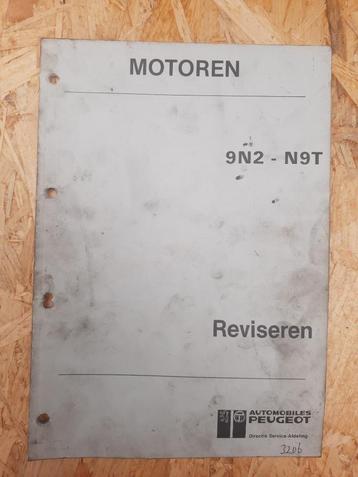 MOTOREN
9N2 - N9T
Reviseren
AUTOMOBILES
PEUGEOT
Directie Service-Afdeling
3206